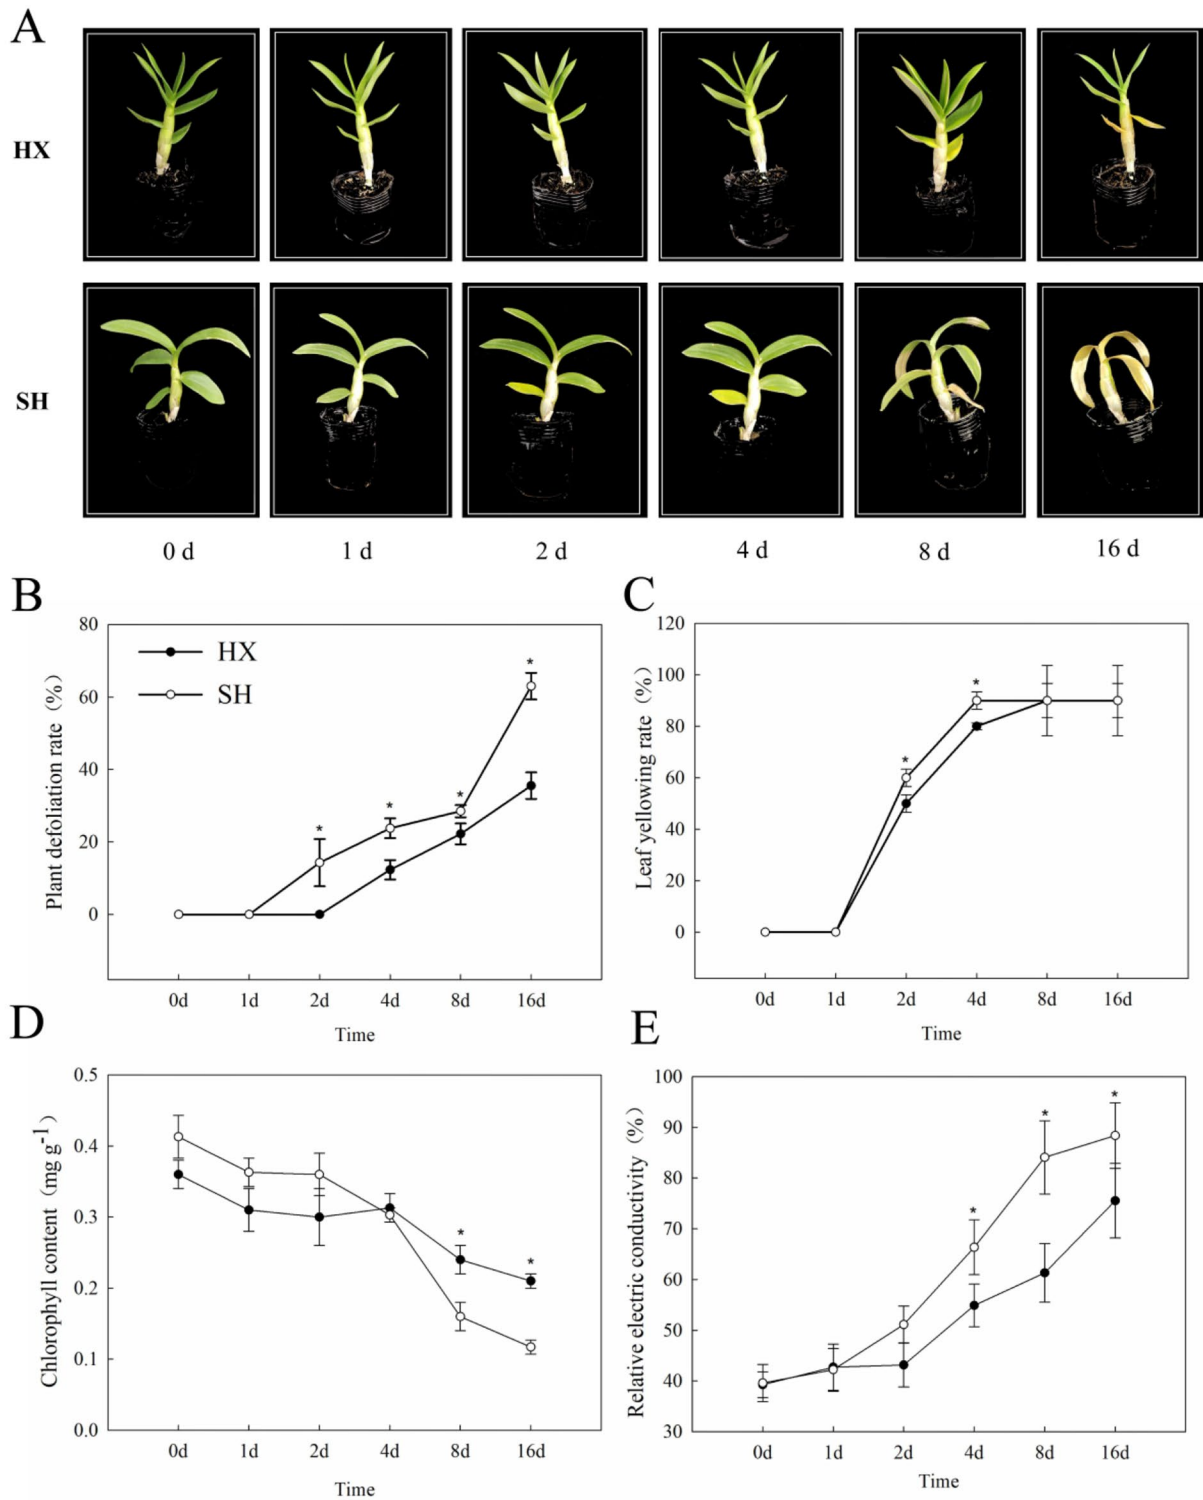 A
HX
SH
0 d 1 d 2 d 4 d 8 d 16 d
B
80
60
40
20
0
Plant defoliation rate (%)
HX
SH
*
*
*
*
0d 1d 2d 4d 8d 16d
Time
C
120
100
80
60
40
20
0
Leaf yellowing rate (%)
*
*
0d 1d 2d 4d 8d 16d
Time
D
0.5
0.4
0.3
0.2
0.1
0.0
Chlorophyll content (mg g-1)
*
*
0d 1d 2d 4d 8d 16d
Time
E
100
90
80
70
60
50
40
30
Relative electric conductivity (%)
*
*
*
0d 1d 2d 4d 8d 16d
Time